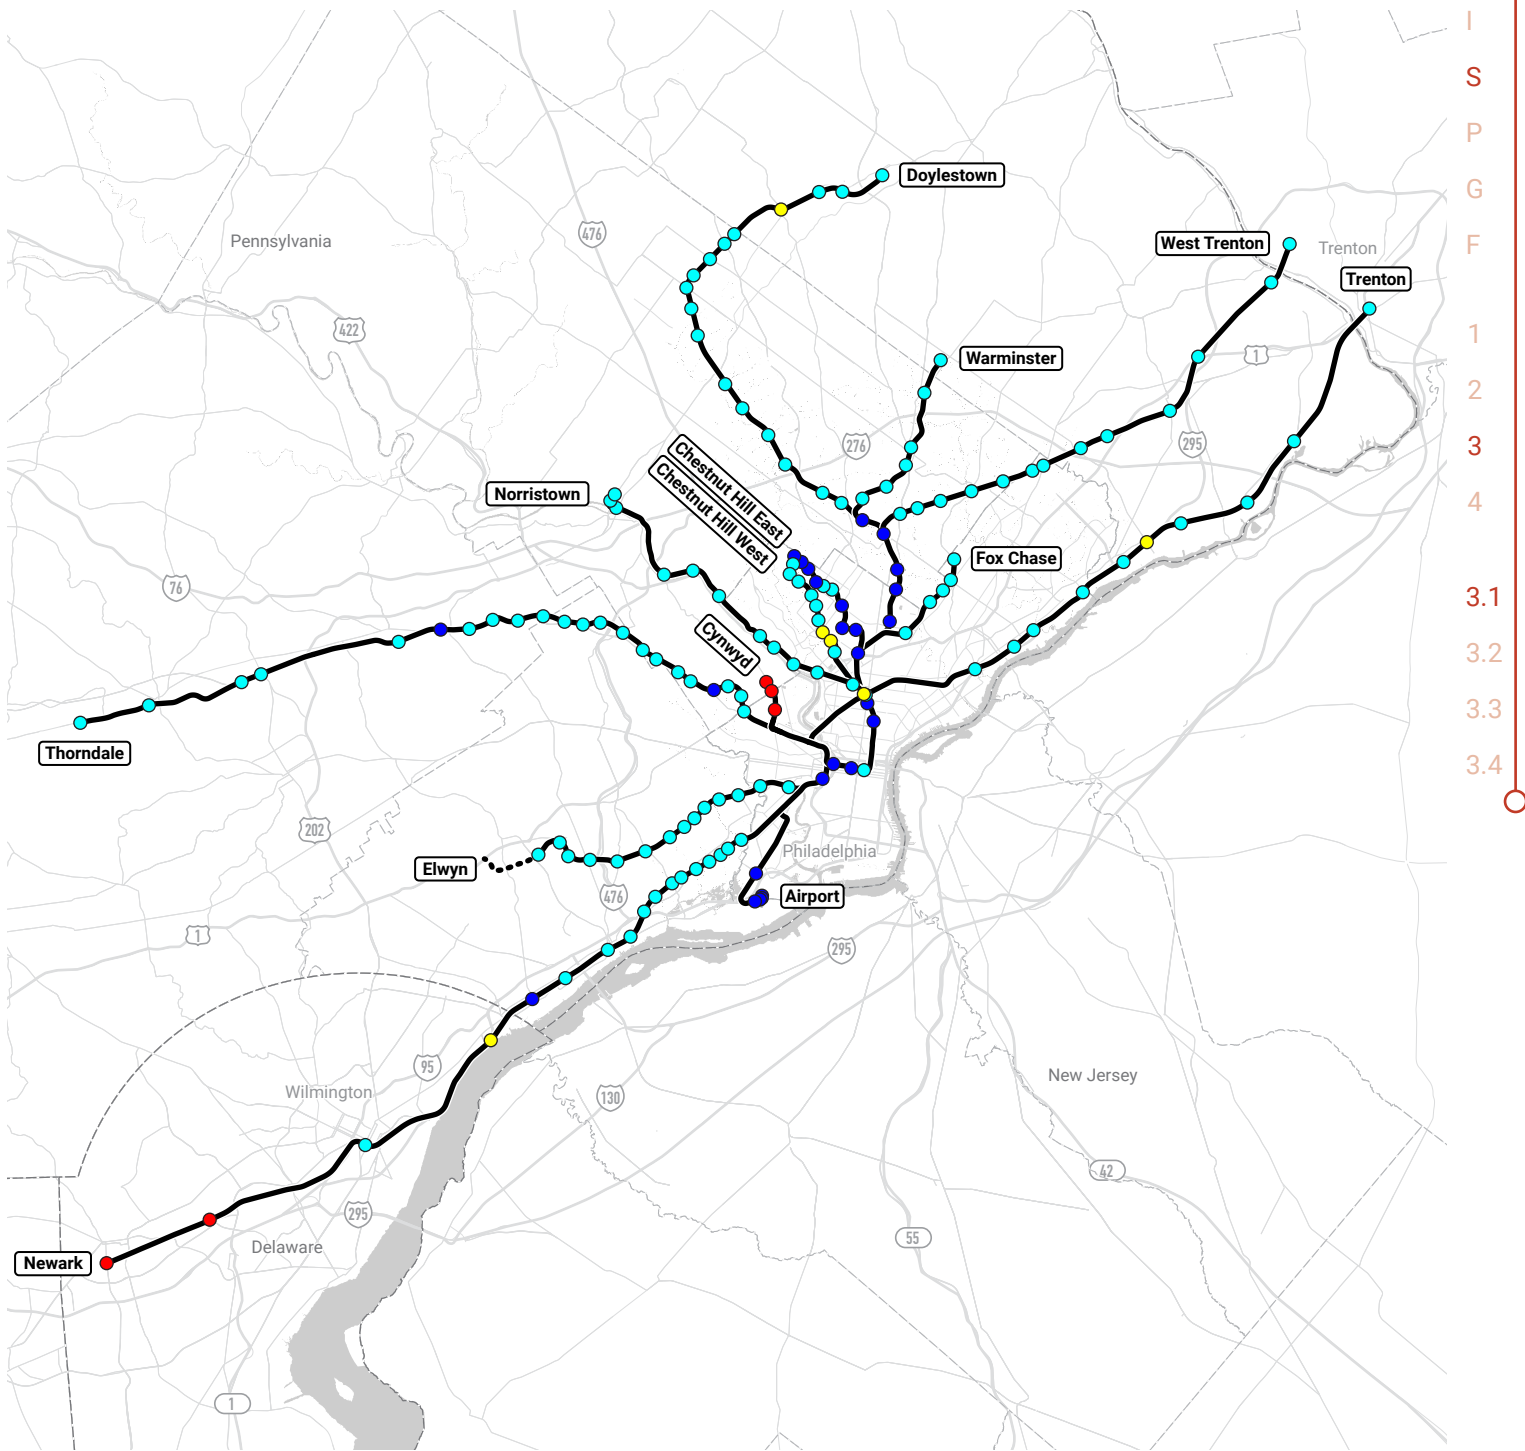 I
S
P
G
F
1
2
3
4
3.1
3.2
3.3
3.4
Doylestown
Pennsylvania
476
West Trenton
Trenton
Trenton
422
1
Warminster
276
295
Chestnut Hill East
Chestnut Hill West
Norristown
Fox Chase
76
Cynwyd
Thorndale
202
Philadelphia
Elwyn
476
Airport
1
295
95
Wilmington
130
New Jersey
42
295
55
Delaware
Newark
1